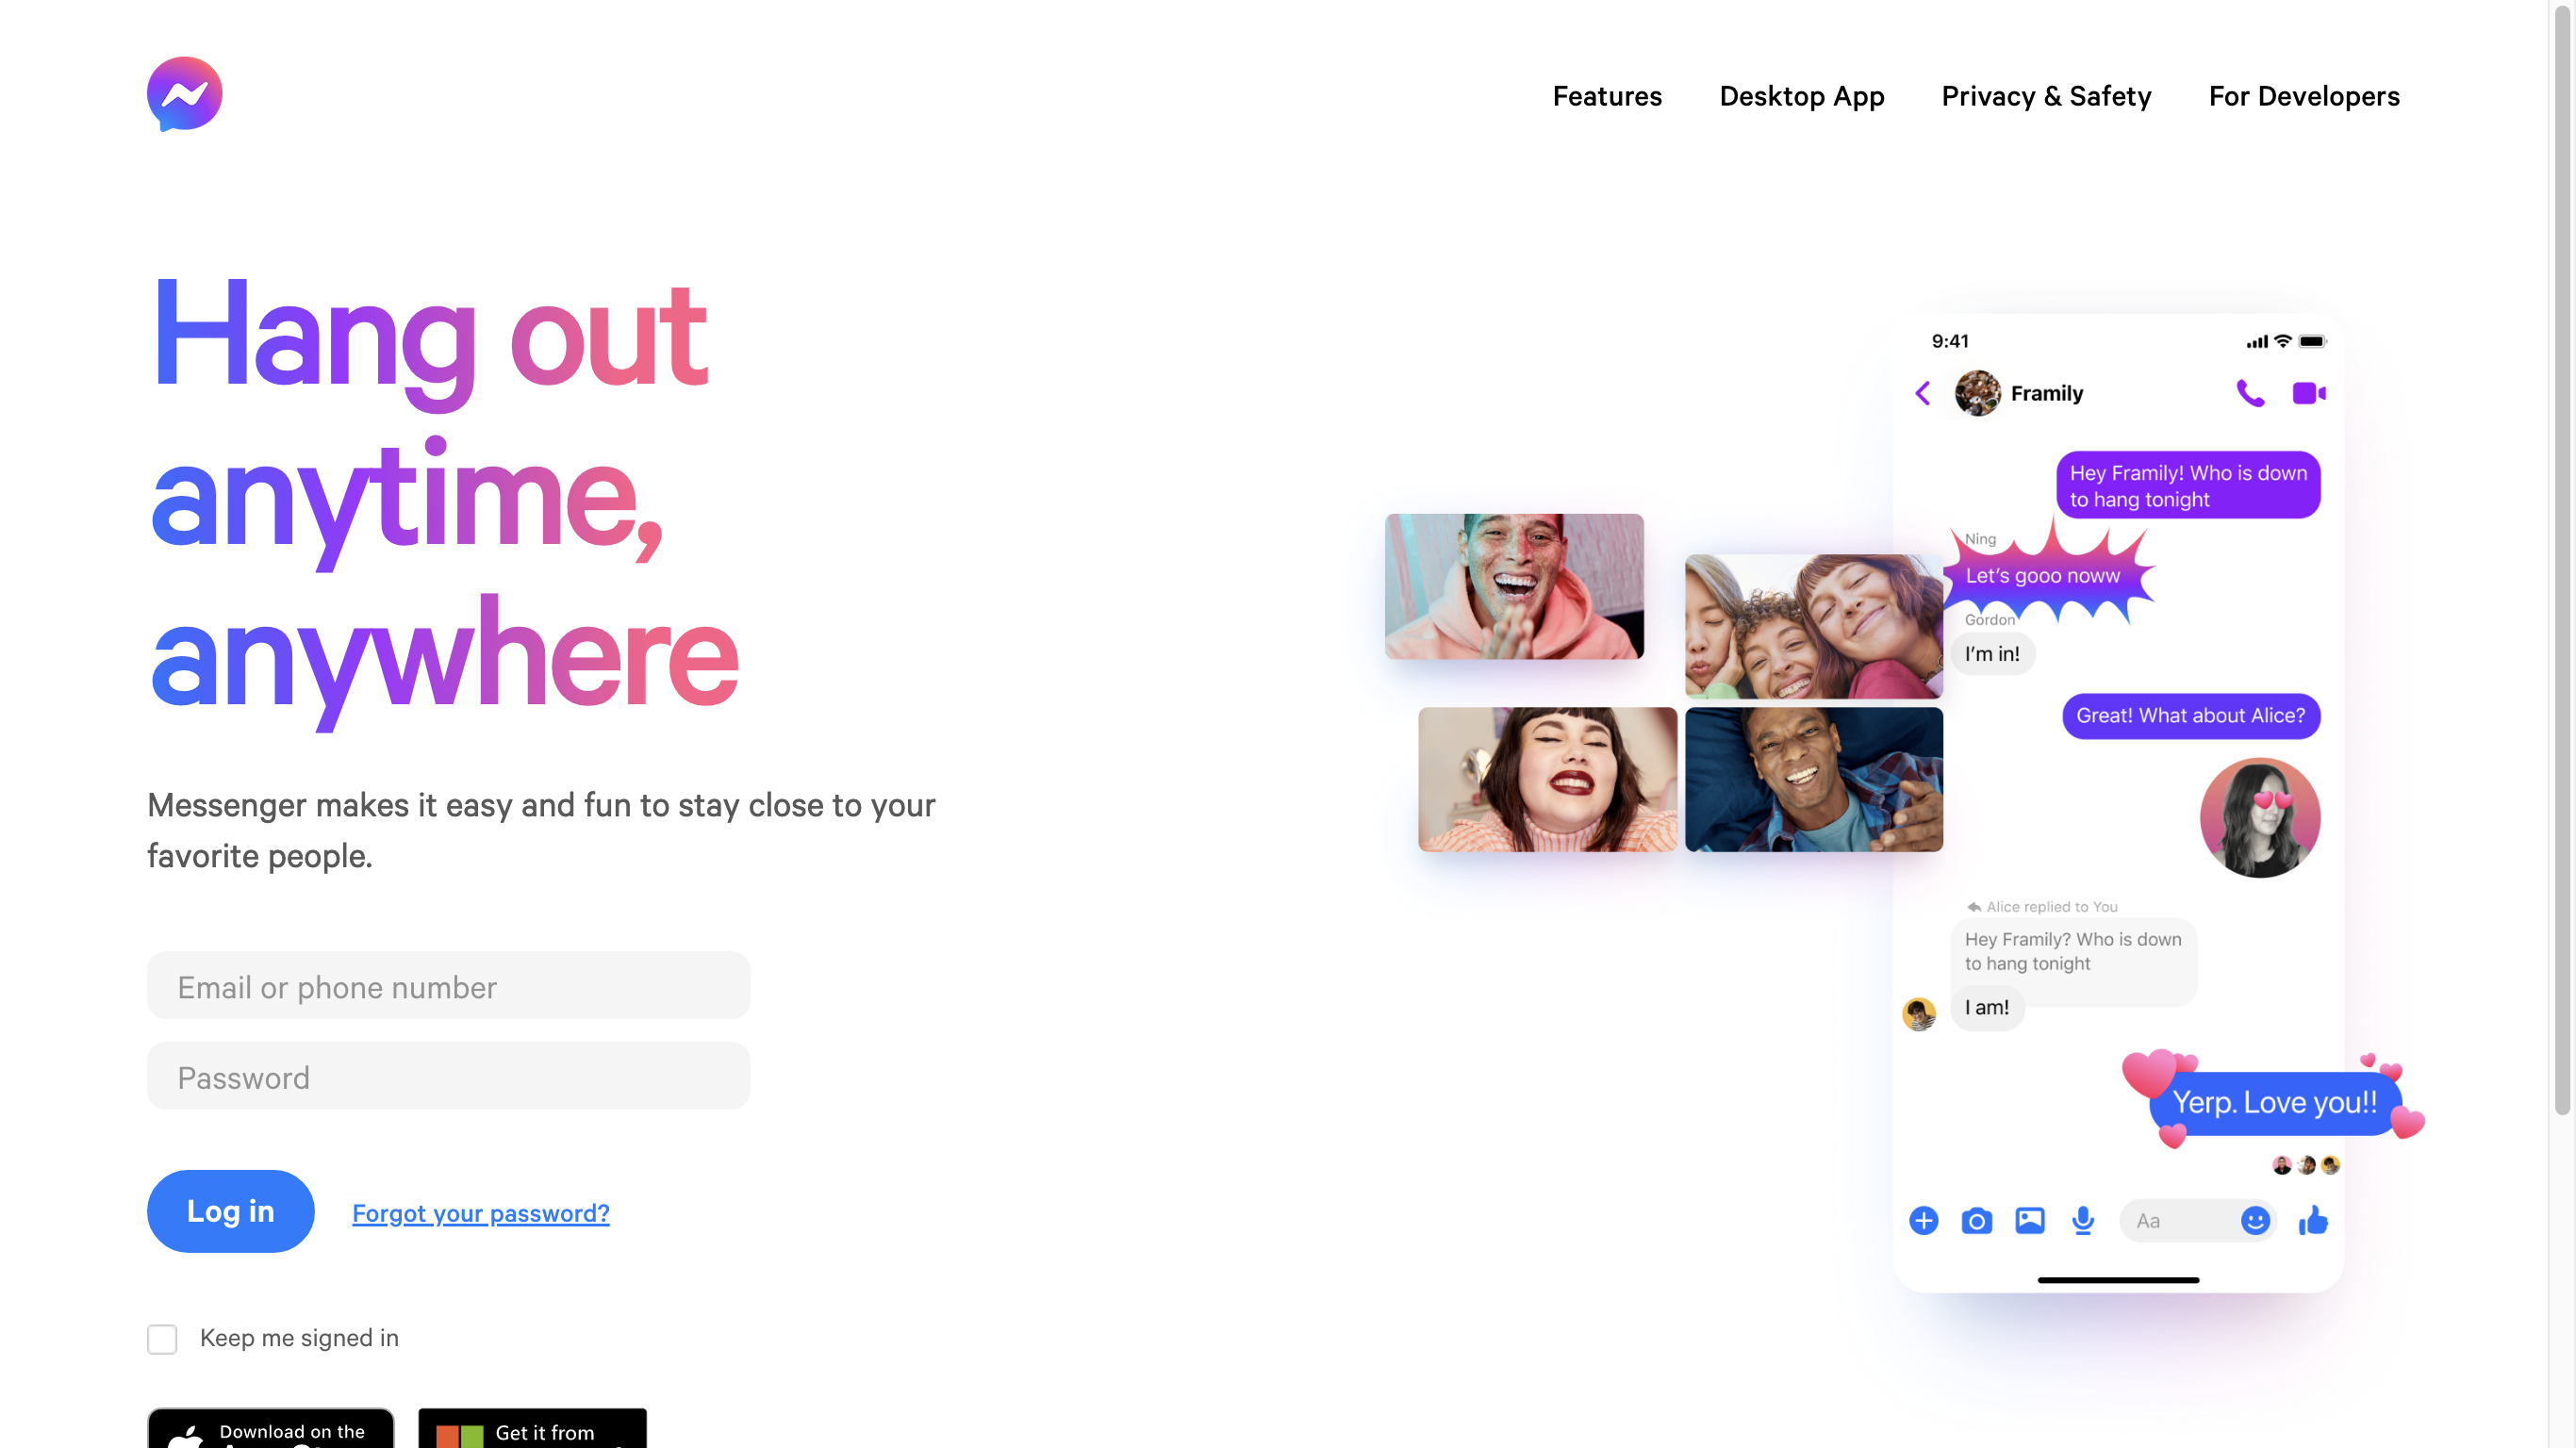 Features
Desktop App
Privacy & Safety
For Developers
Hang out
anytime,
anywhere
Messenger makes it easy and fun to stay close to your
favorite people.
Email or phone number
Password
Log in
Forgot your password?
Keep me signed in
Download on the
Get it from
9:41
Framily
Hey Framily! Who is down
to hang tonight
Ning
Let’s gooo noww
Gordon
I’m in!
Great! What about Alice?
Alice replied to You
Hey Framily? Who is down
to hang tonight
I am!
Yerp. Love you!!
Aa